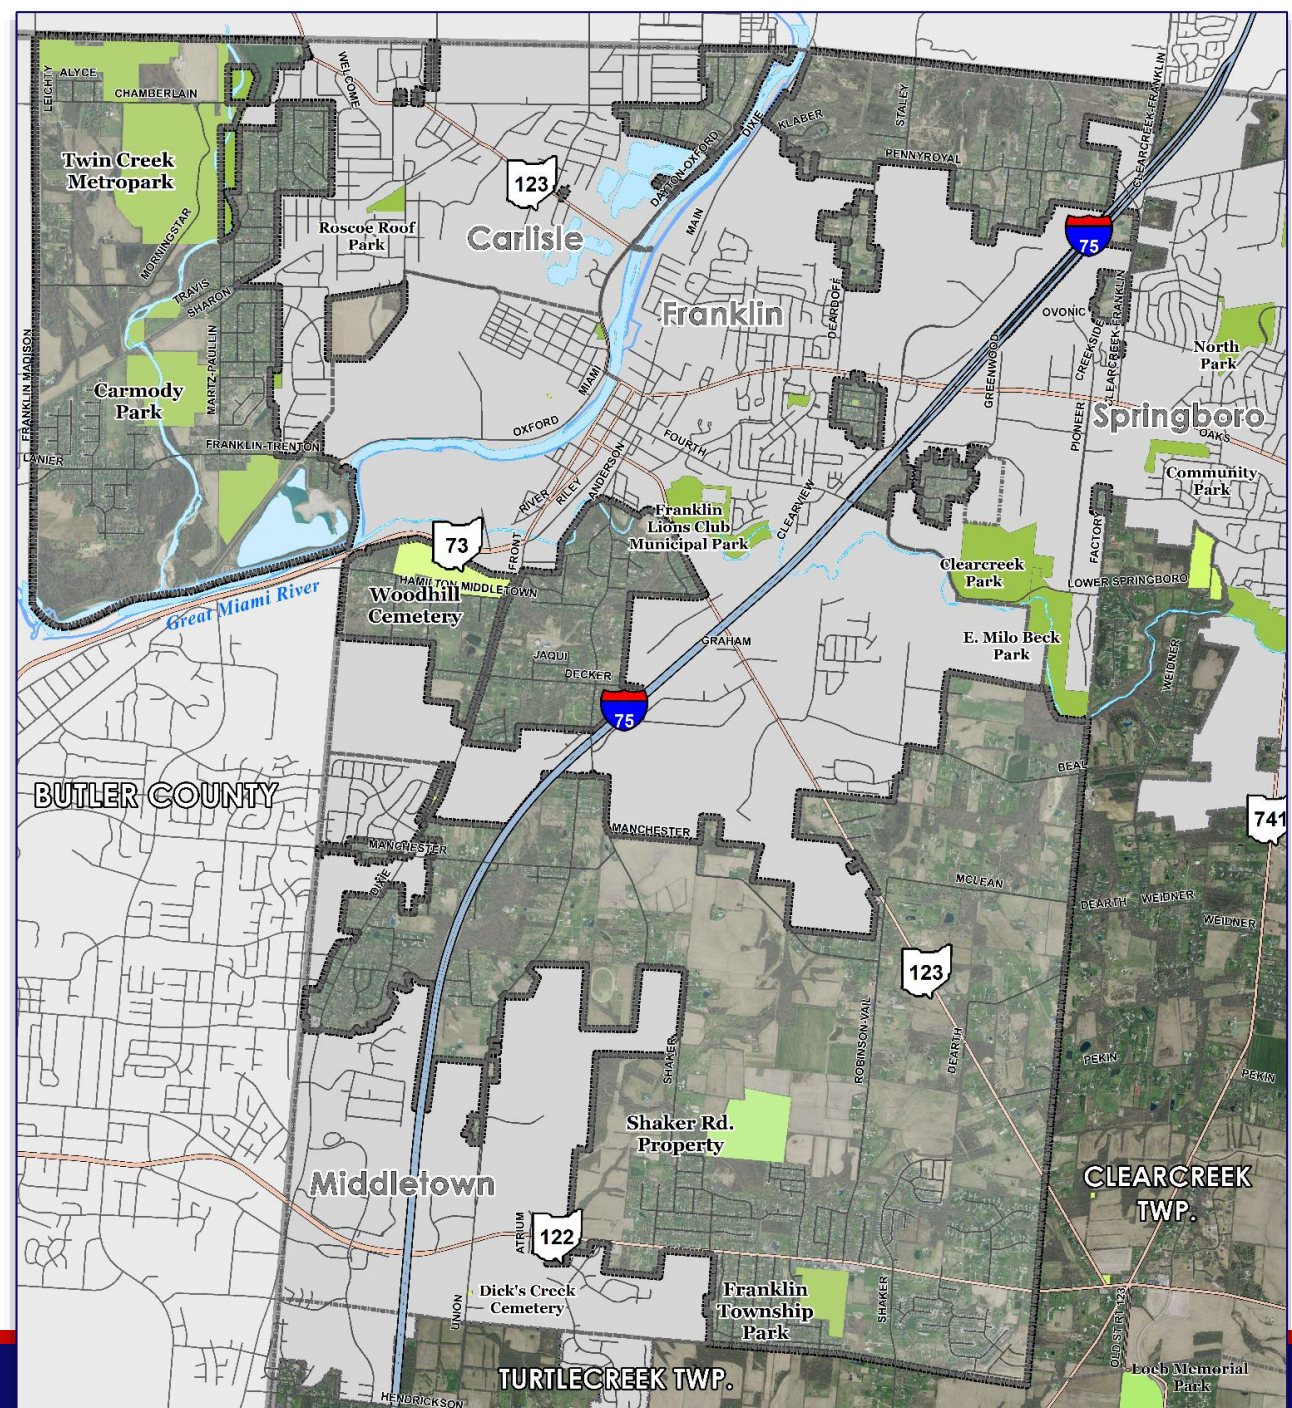 LEICHTY
ALYCE
CHAMBERLAIN
WELCOME
Twin Creek
Metropark
MORNINGSTAR
TRAVIS
SHARON
Roscoe Roof
Park
123
Carlisle
DAYTON-OXFORD
DIXIE
KLABER
STALEY
PENNYROYAL
CLEARCREEK-FRANKLIN
75
MAIN
Franklin
DEARDOFF
OVONIC
GREENWOOD
CREEKSIDE
CLEARCREEK-FRANKLIN
PIONEER
North
Park
Springboro
OAKS
Community
Park
FRANKLIN MADISON
Carmody
Park
MARTZ-PAULLIN
FRANKLIN-TRENTON
LANIER
MIAMI
OXFORD
FOURTH
ANDERSON
RILEY
RIVER
FRONT
Franklin
Lions Club
Municipal Park
CLEARVIEW
FACTORY
Clearcreek
Park
LOWER SPRINGBORO
E. Milo Beck
Park
WEIDNER
73
HAMILTON MIDDLETOWN
Woodhill
Cemetery
Great Miami River
JAQUI
DECKER
GRAHAM
75
BEAL
BUTLER COUNTY
741
MANCHESTER
MANCHESTER
DIXIE
MCLEAN
DEARTH
WEIDNER
WEIDNER
123
ROBINSON-VAIL
DEARTH
SHAKER
PEKIN
PEKIN
Shaker Rd.
Property
Middletown
CLEARCREEK
TWP.
ATRIUM
122
Dick's Creek
Cemetery
UNION
Franklin
Township
Park
SHAKER
OLD ST RT 123
TURTLECREEK TWP.
Loch Memorial
Park
HENDRICKSON